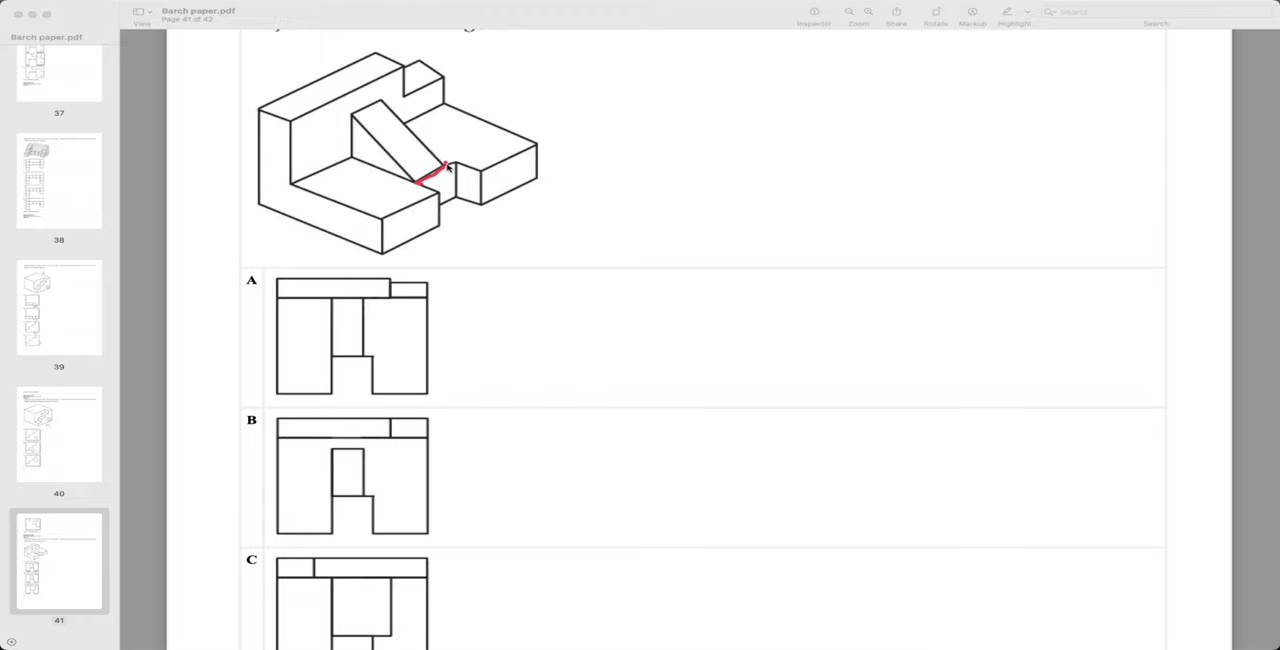 Barch paper.pdf
Page 41 of 42
View
Inspector
Zoom
Share
Rotate
Markup
Highlight
Search
Search
Barch paper.pdf
37
38
39
40
41
A
B
C